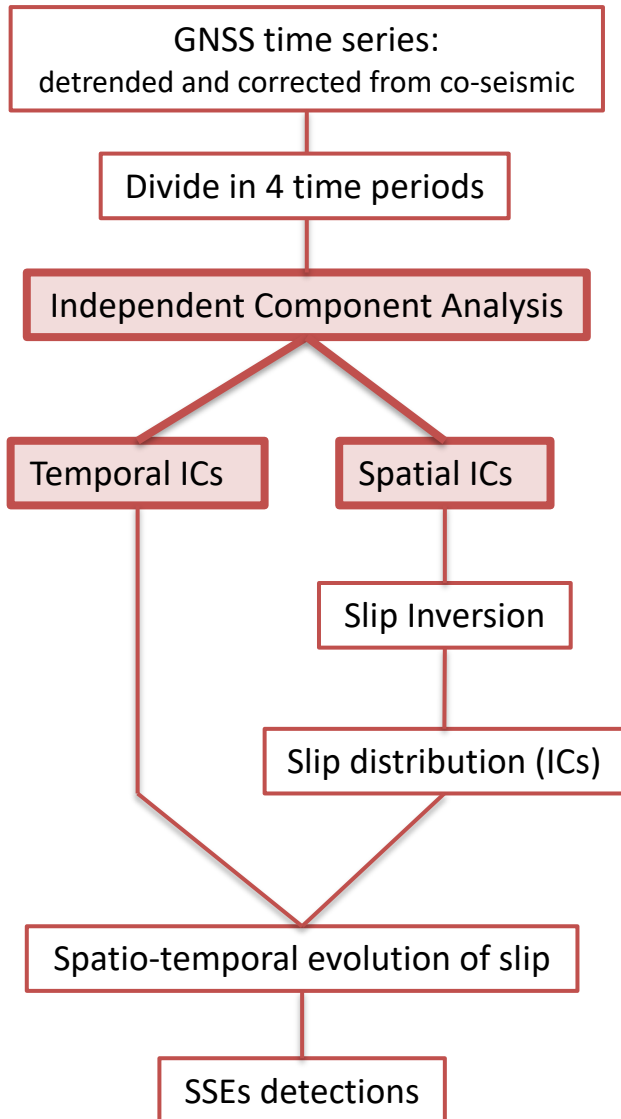 GNSS time series:
detrended and corrected from co-seismic
Divide in 4 time periods
Independent Component Analysis
Temporal ICs
Spatial ICs
Slip Inversion
Slip distribution (ICs)
Spatio-temporal evolution of slip
SSEs detections